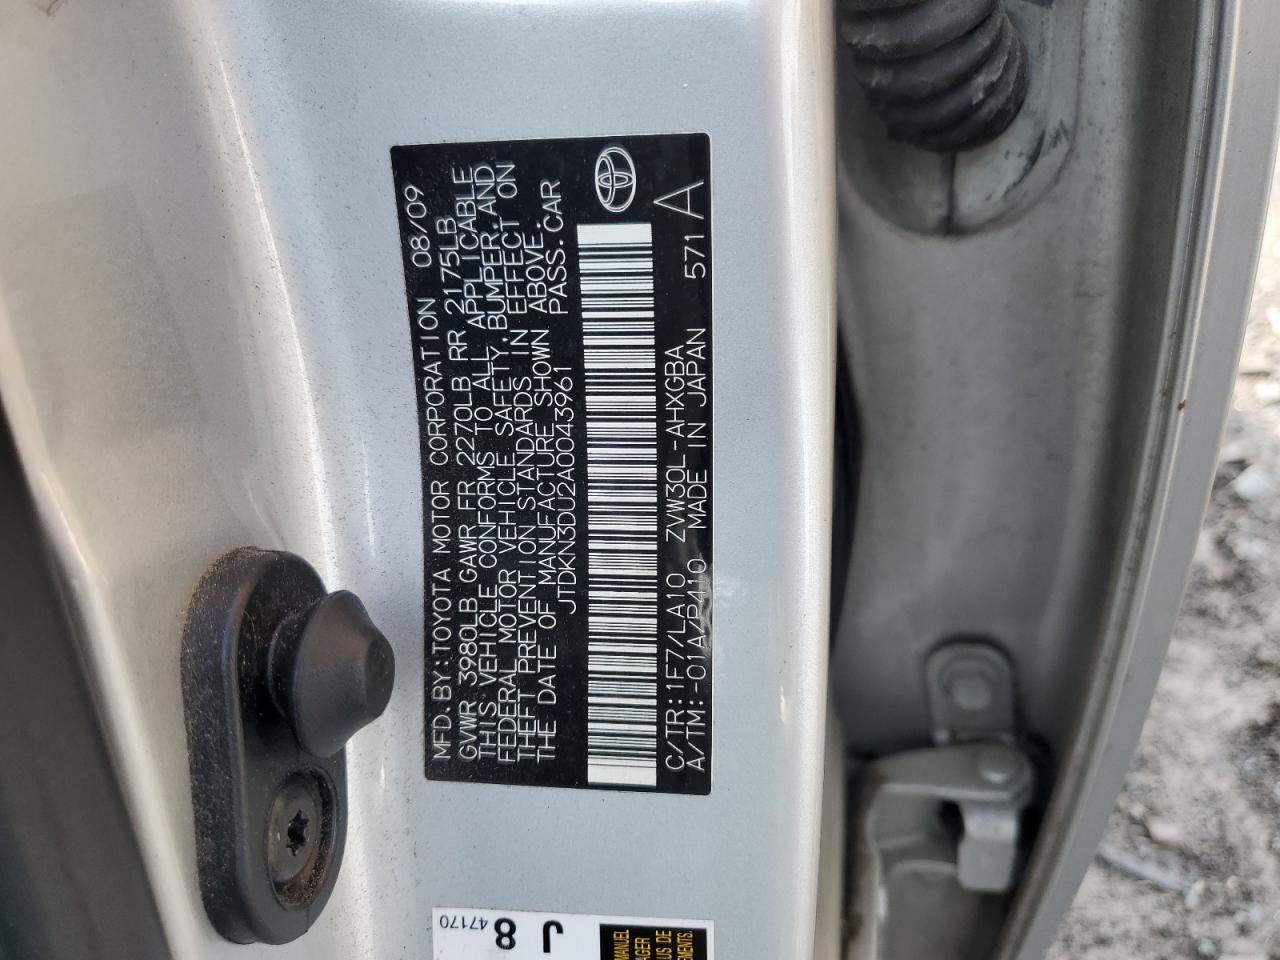 MFD.BY:TOYOTA MOTOR CORPORATION 08/09
GVWR 3980LB GAWR FR 2270LB RR 2175LB
THIS VEHICLE CONFORMS TO ALL APPLICABLE
FEDERAL MOTOR VEHICLE SAFETY,BUMPER,AND
THEFT PREVENTION STANDARDS IN EFFECT ON
THE DATE OF MANUFACTURE SHOWN ABOVE.
JTDKN3DU2A0043961 PASS.CAR
C/TR:1F7/LA10 ZVW30L-AHXGBA
A/TM:-01A/P410 MADE IN JAPAN 571 A
47170
J 8
MANUEL